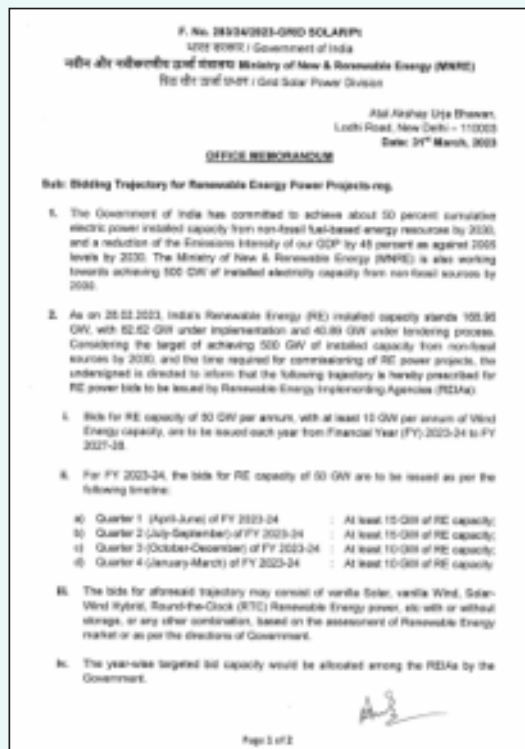 F. No. 283/24/2023-GRID SOLAR/Pt
भारत सरकार / Government of India
नवीन और नवीकरणीय ऊर्जा मंत्रालय Ministry of New & Renewable Energy (MNRE)
ग्रिड सौर ऊर्जा प्रभाग / Grid Solar Power Division
Atal Akshay Urja Bhawan,
Lodhi Road, New Delhi – 110003
Date: 31st March, 2023
OFFICE MEMORANDUM
Sub: Bidding Trajectory for Renewable Energy Power Projects-reg.
1. The Government of India has committed to achieve about 50 percent cumulative
electric power installed capacity from non-fossil fuel-based energy resources by 2030,
and a reduction of the Emissions Intensity of our GDP by 45 percent as against 2005
levels by 2030. The Ministry of New & Renewable Energy (MNRE) is also working
towards achieving 500 GW of installed electricity capacity from non-fossil sources by
2030.
2. As on 28.02.2023, India's Renewable Energy (RE) installed capacity stands 168.96
GW, with 82.62 GW under implementation and 40.89 GW under tendering process.
Considering the target of achieving 500 GW of installed capacity from non-fossil
sources by 2030, and the time required for commissioning of RE power projects, the
undersigned is directed to inform that the following trajectory is hereby prescribed for
RE power bids to be issued by Renewable Energy Implementing Agencies (REIAs):
i. Bids for RE capacity of 50 GW per annum, with at least 10 GW per annum of Wind
Energy capacity, are to be issued each year from Financial Year (FY) 2023-24 to FY
2027-28.
ii. For FY 2023-24, the bids for RE capacity of 50 GW are to be issued as per the
following timeline:
a) Quarter 1 (April-June) of FY 2023-24 : At least 15 GW of RE capacity;
b) Quarter 2 (July-September) of FY 2023-24 : At least 15 GW of RE capacity;
c) Quarter 3 (October-December) of FY 2023-24 : At least 10 GW of RE capacity;
d) Quarter 4 (January-March) of FY 2023-24 : At least 10 GW of RE capacity
iii. The bids for aforesaid trajectory may consist of vanilla Solar, vanilla Wind, Solar-
Wind Hybrid, Round-the-Clock (RTC) Renewable Energy power, etc with or without
storage, or any other combination, based on the assessment of Renewable Energy
market or as per the directions of Government.
iv. The year-wise targeted bid capacity would be allocated among the REIAs by the
Government.
Page 1 of 2